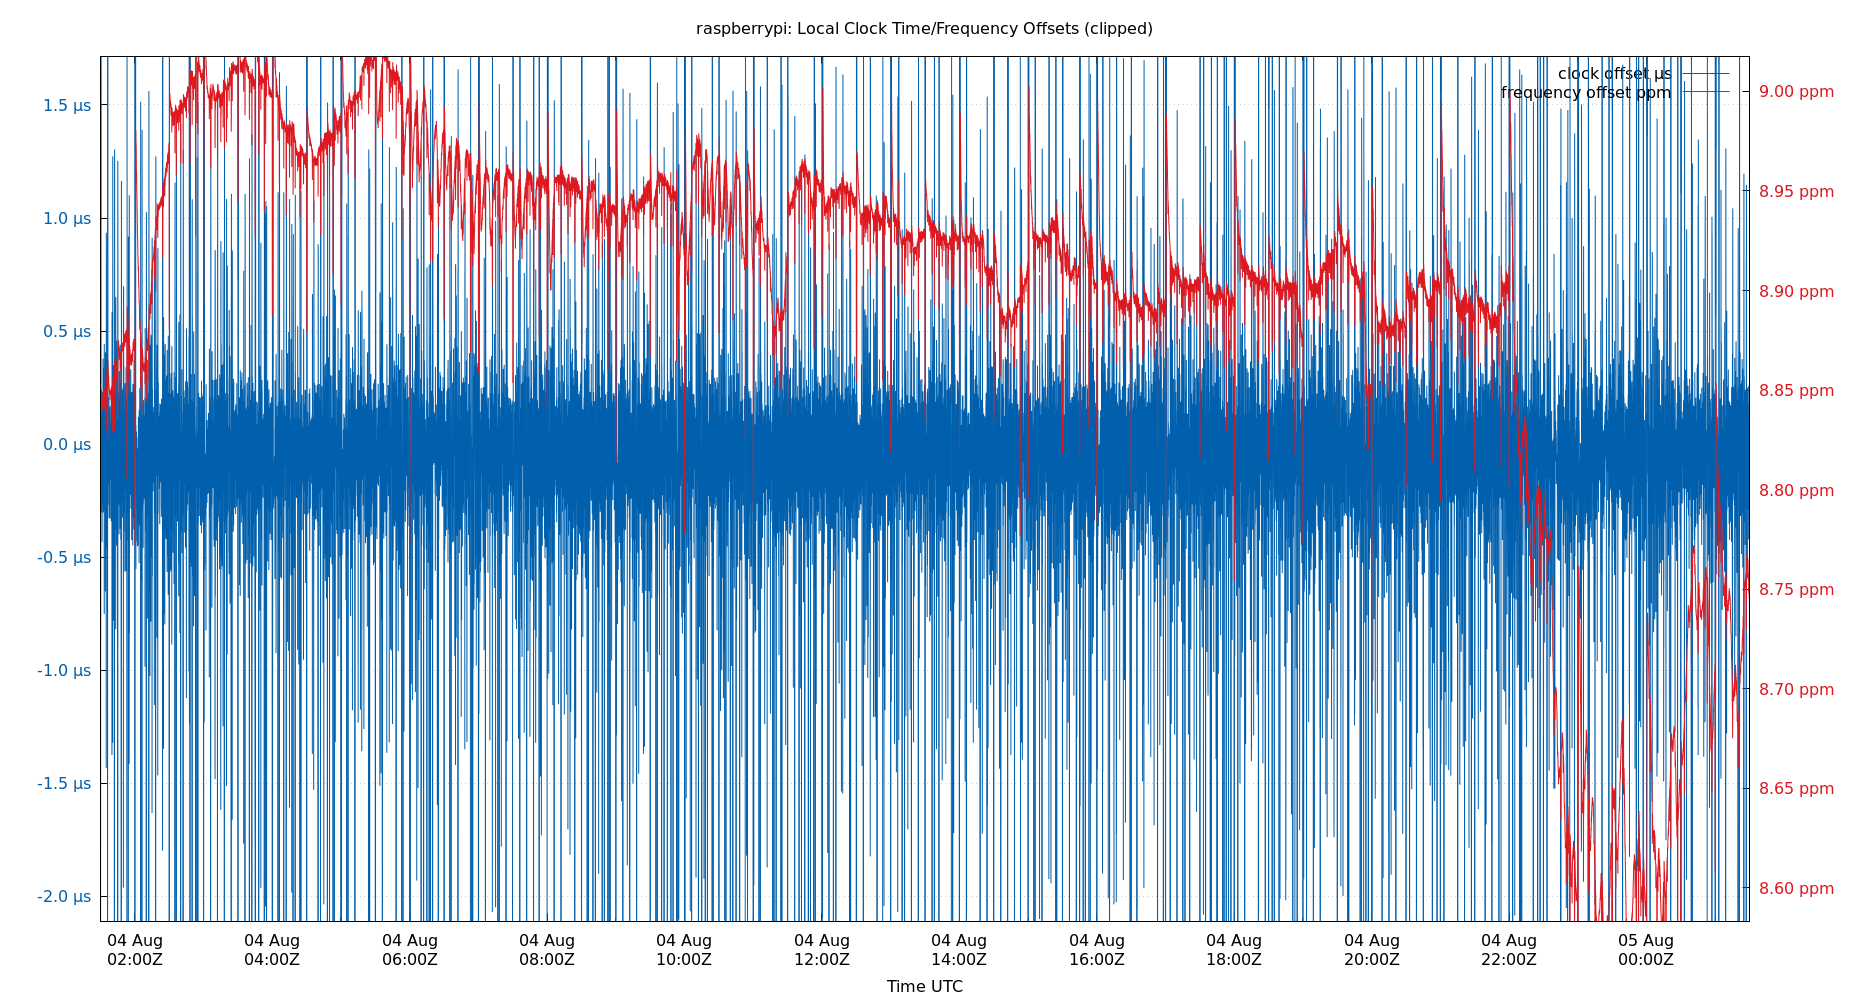 raspberrypi: Local Clock Time/Frequency Offsets (clipped)
clock offset µs
frequency offset ppm
1.5 µs
1.0 µs
0.5 µs
0.0 µs
-0.5 µs
-1.0 µs
-1.5 µs
-2.0 µs
9.00 ppm
8.95 ppm
8.90 ppm
8.85 ppm
8.80 ppm
8.75 ppm
8.70 ppm
8.65 ppm
8.60 ppm
04 Aug 04 Aug 04 Aug 04 Aug 04 Aug 04 Aug 04 Aug 04 Aug 04 Aug 04 Aug 04 Aug 05 Aug
02:00Z 04:00Z 06:00Z 08:00Z 10:00Z 12:00Z 14:00Z 16:00Z 18:00Z 20:00Z 22:00Z 00:00Z
Time UTC